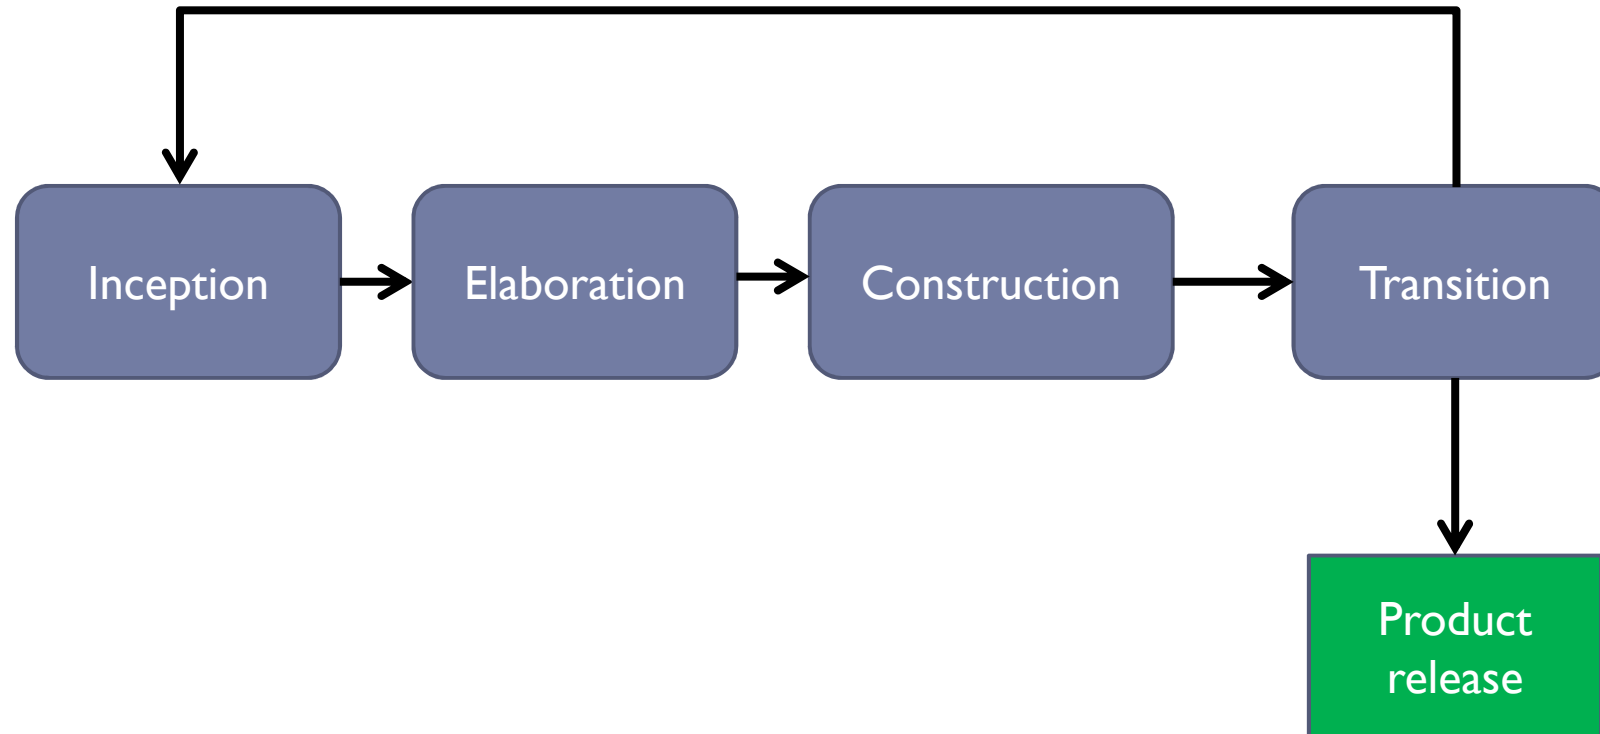 Inception
Elaboration
Construction
Transition
Product
release